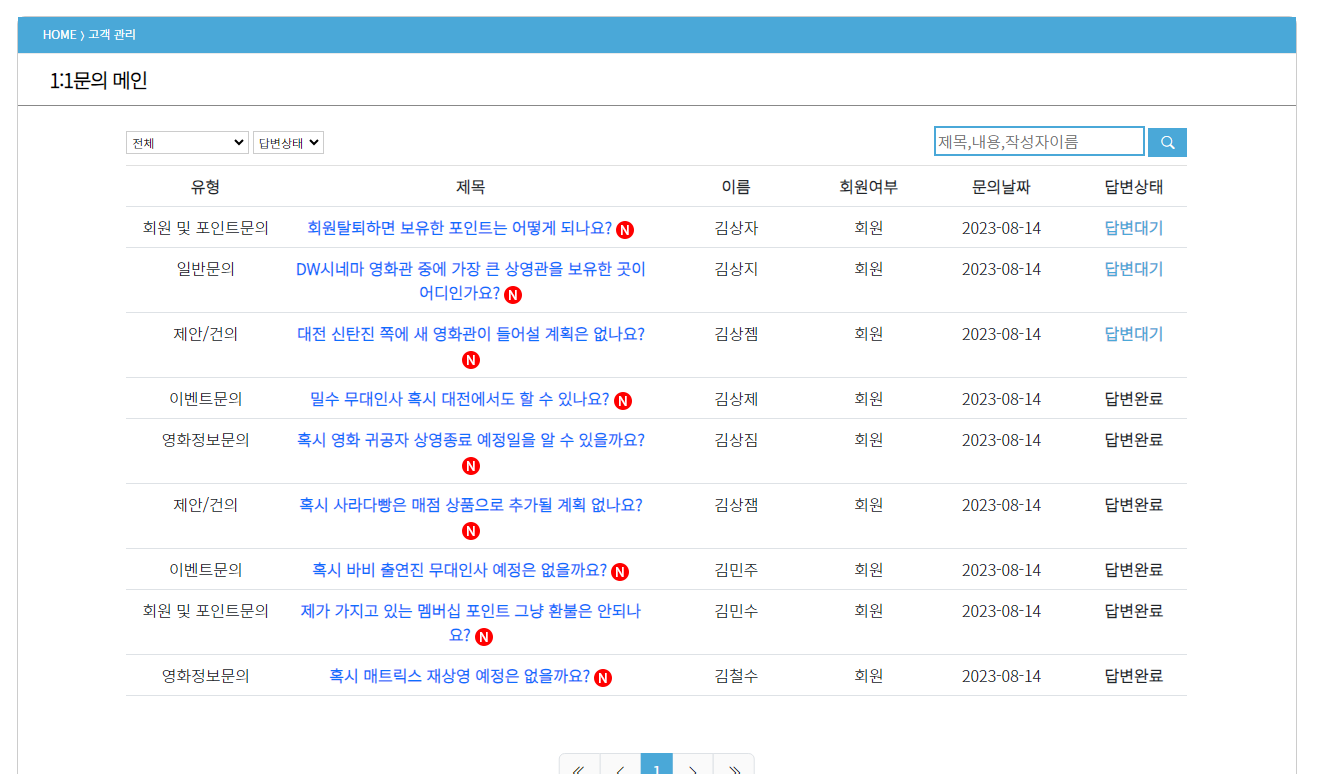 HOME 〉 고객 관리
1:1문의 메인
전체 답변상태 제목,내용,작성자이름
유형 제목 이름 회원여부 문의날짜 답변상태
회원 및 포인트문의 회원탈퇴하면 보유한 포인트는 어떻게 되나요? N 김상자 회원 2023-08-14 답변대기
일반문의 DW시네마 영화관 중에 가장 큰 상영관을 보유한 곳이 김상지 회원 2023-08-14 답변대기
어디인가요? N
제안/건의 대전 신탄진 쪽에 새 영화관이 들어설 계획은 없나요? 김상젬 회원 2023-08-14 답변대기
N
이벤트문의 밀수 무대인사 혹시 대전에서도 할 수 있나요? N 김상제 회원 2023-08-14 답변완료
영화정보문의 혹시 영화 귀공자 상영종료 예정일을 알 수 있을까요? 김상짐 회원 2023-08-14 답변완료
N
제안/건의 혹시 사라다빵은 매점 상품으로 추가될 계획 없나요? 김상잼 회원 2023-08-14 답변완료
N
이벤트문의 혹시 바비 출연진 무대인사 예정은 없을까요? N 김민주 회원 2023-08-14 답변완료
회원 및 포인트문의 제가 가지고 있는 멤버십 포인트 그냥 환불은 안되나 김민수 회원 2023-08-14 답변완료
요? N
영화정보문의 혹시 매트릭스 재상영 예정은 없을까요? N 김철수 회원 2023-08-14 답변완료
« ‹ 1 › »